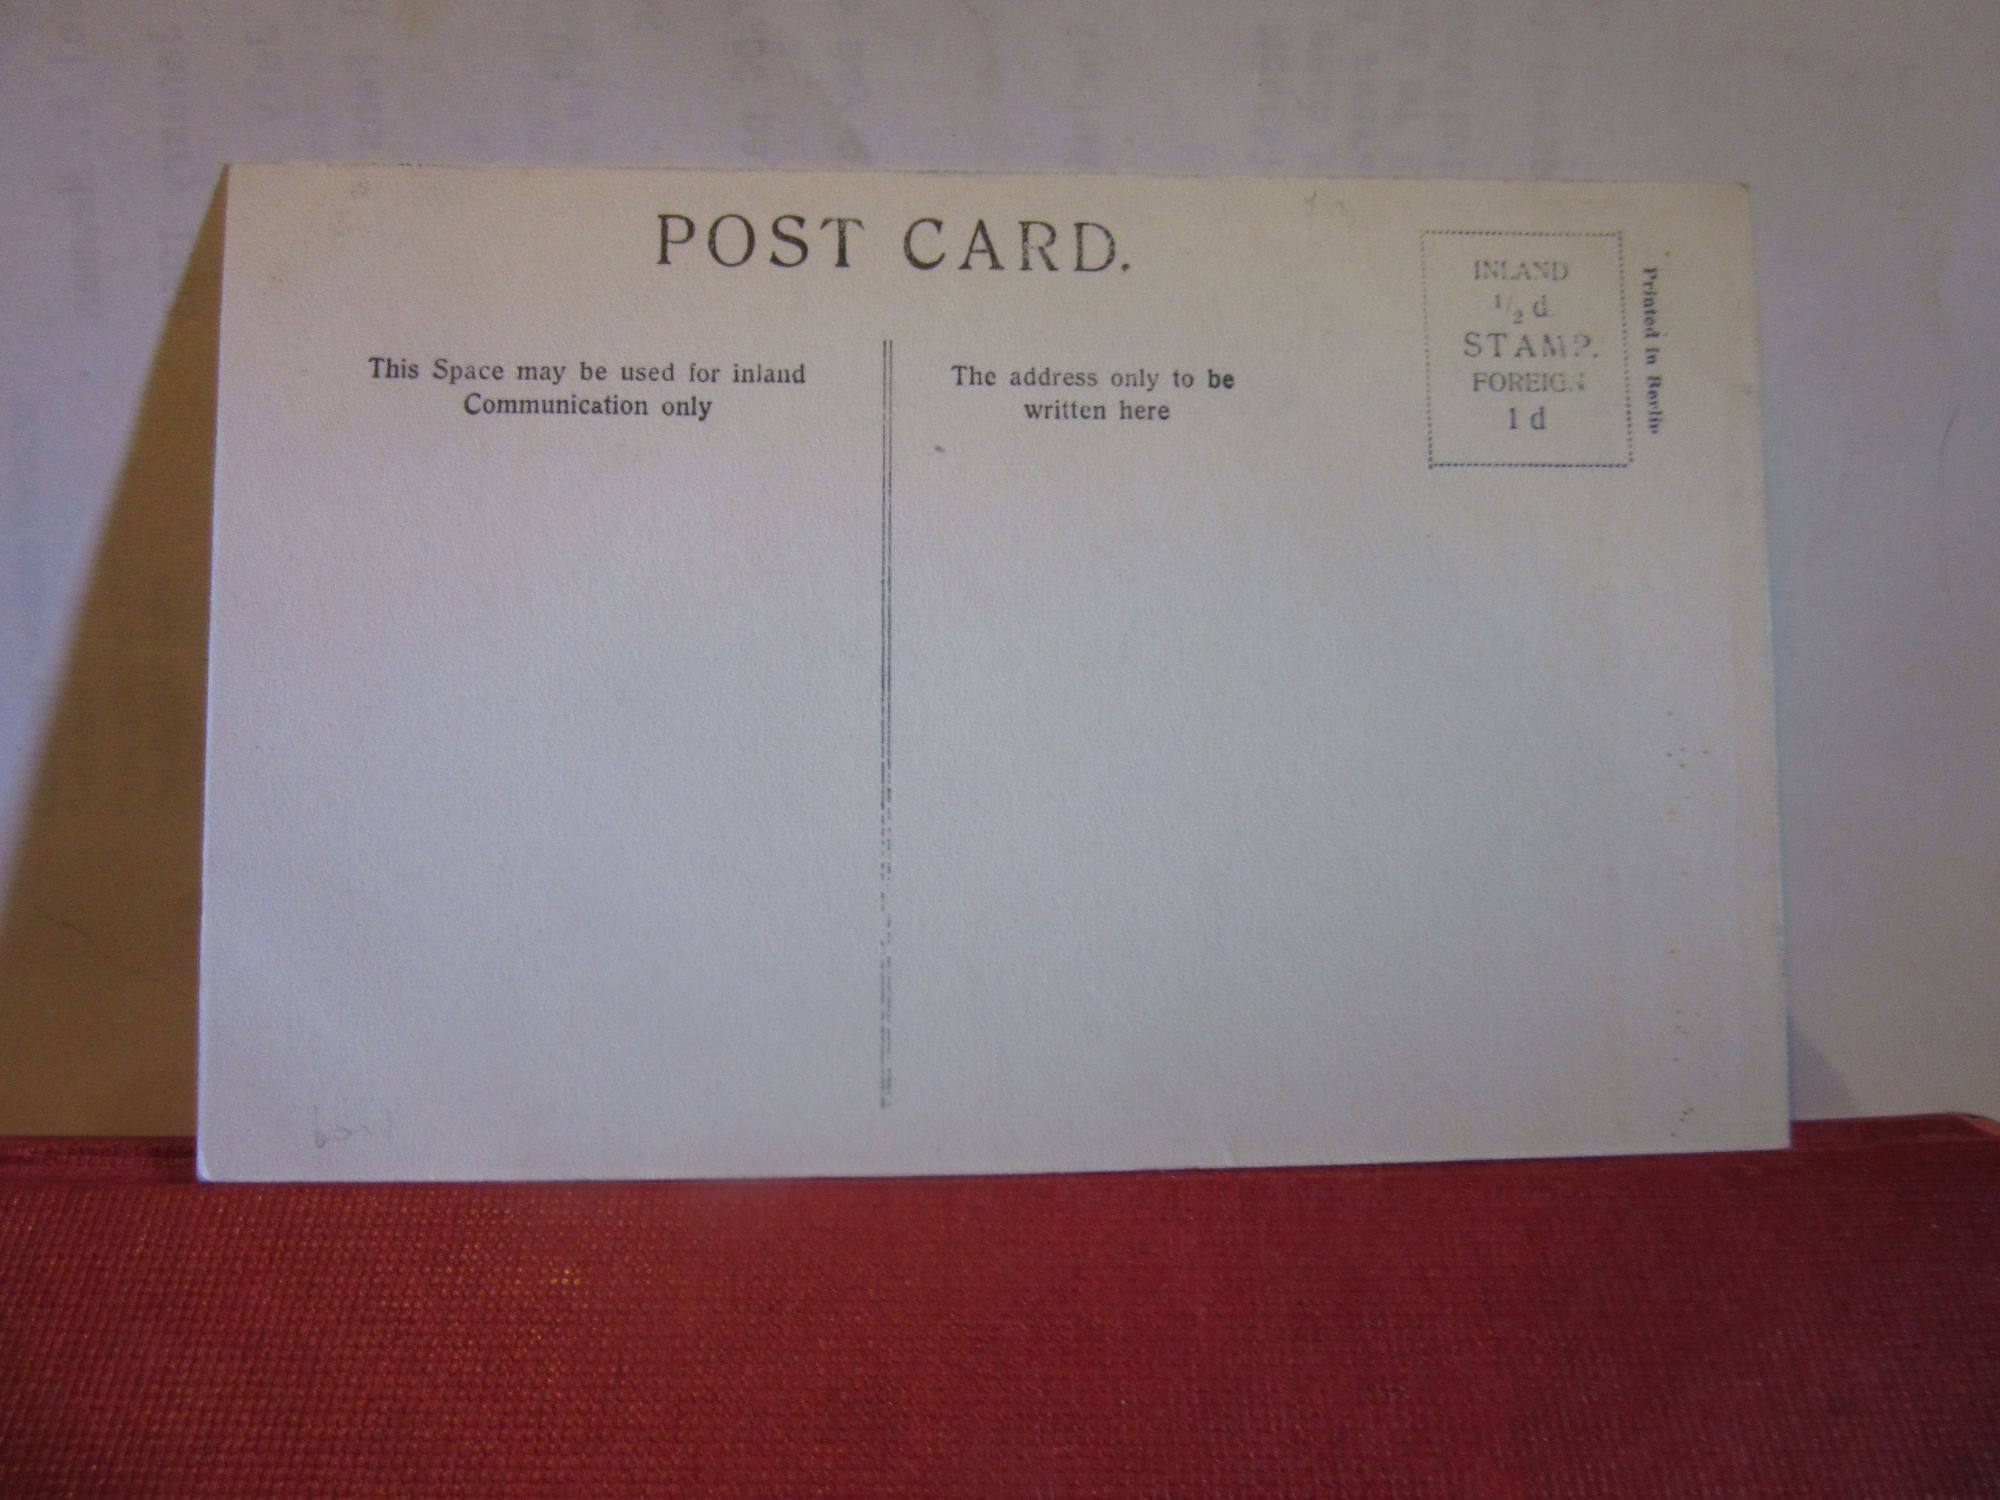 POST CARD.
This Space may be used for inland
Communication only
The address only to be
written here
INLAND
1/2 d.
STAMP.
FOREIGN
1 d
Printed in Berlin